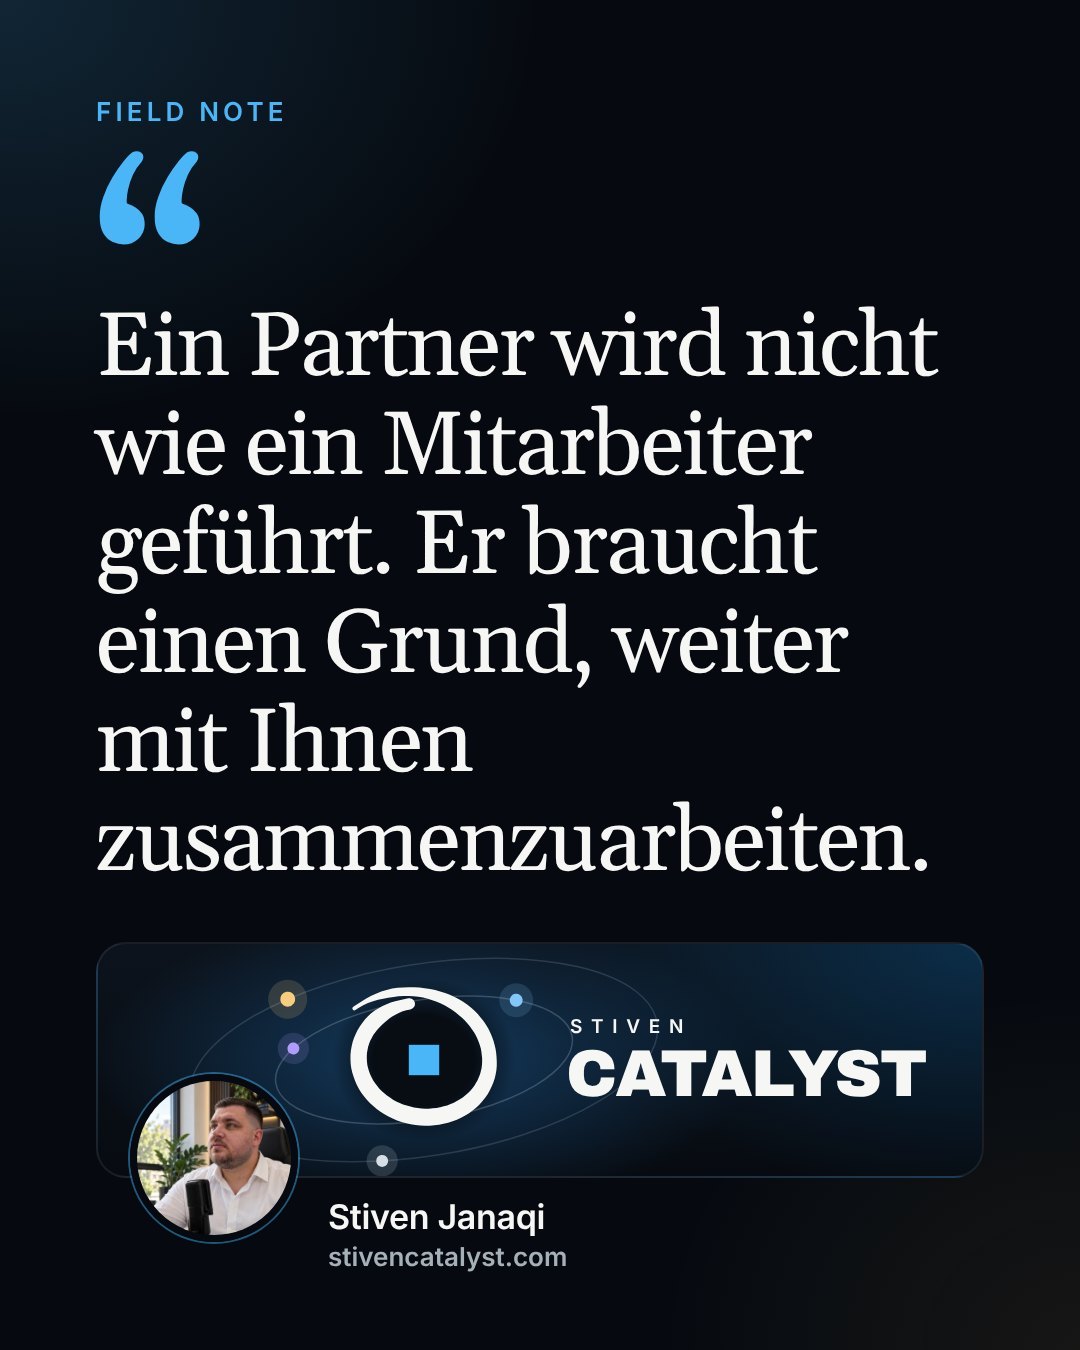 FIELD NOTE
“
Ein Partner wird nicht
wie ein Mitarbeiter
geführt. Er braucht
einen Grund, weiter
mit Ihnen
zusammenzuarbeiten.
STIVEN
CATALYST
Stiven Janaqi
stivencatalyst.com